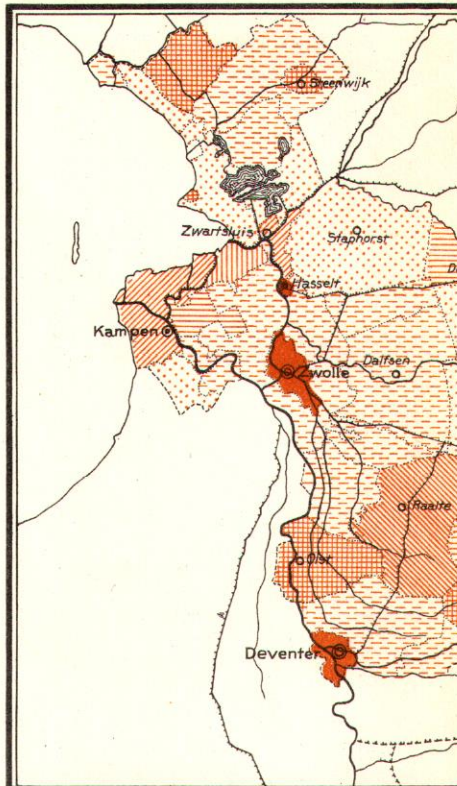 Steenwijk
Zwartsluis
Staphorst
Hasselt
Kampen
Zwolle
Dalfsen
Raalte
Olst
Deventer